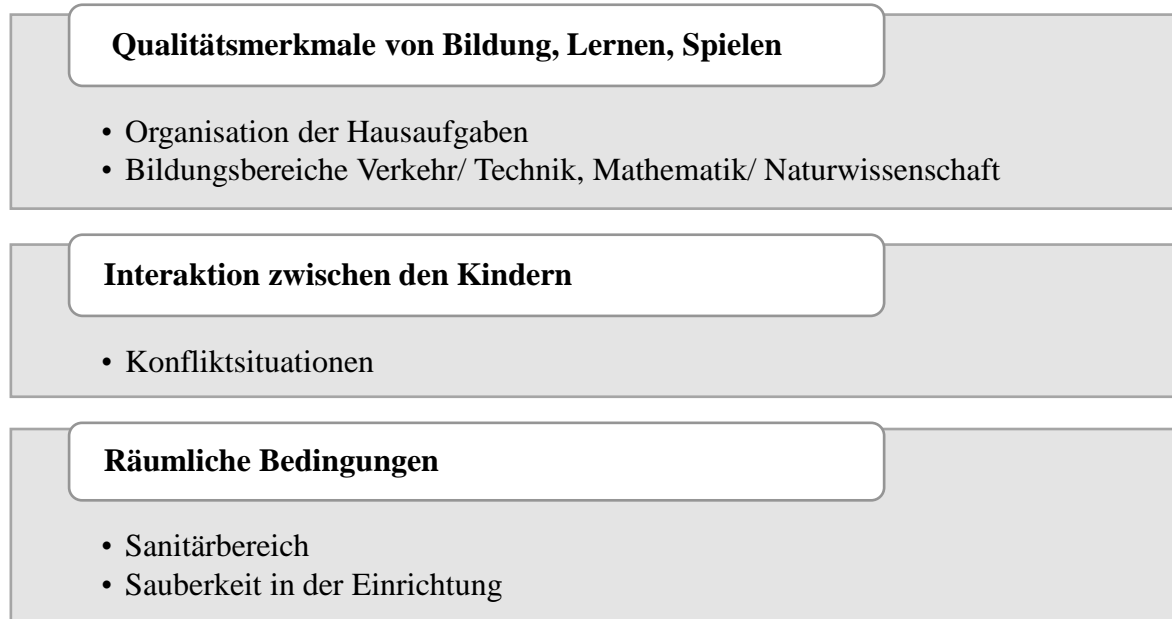 Qualitätsmerkmale von Bildung, Lernen, Spielen
• Organisation der Hausaufgaben
• Bildungsbereiche Verkehr/ Technik, Mathematik/ Naturwissenschaft
Interaktion zwischen den Kindern
• Konfliktsituationen
Räumliche Bedingungen
• Sanitärbereich
• Sauberkeit in der Einrichtung